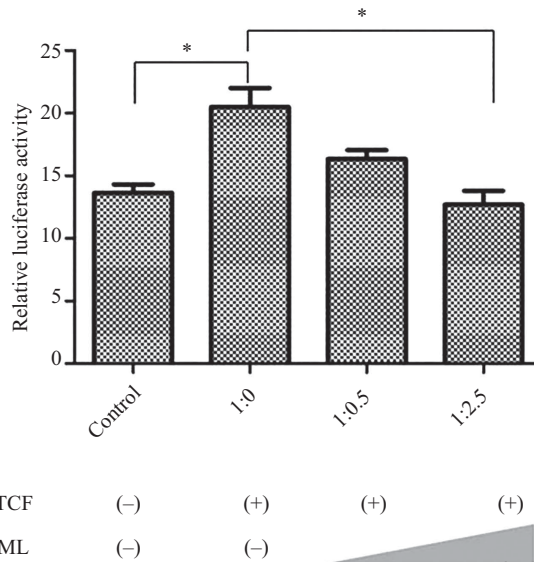 *
*
25
20
15
10
5
0
Relative luciferase activity
Control
1:0
1:0.5
1:2.5
TCF (–) (+) (+) (+)
ML (–) (–)